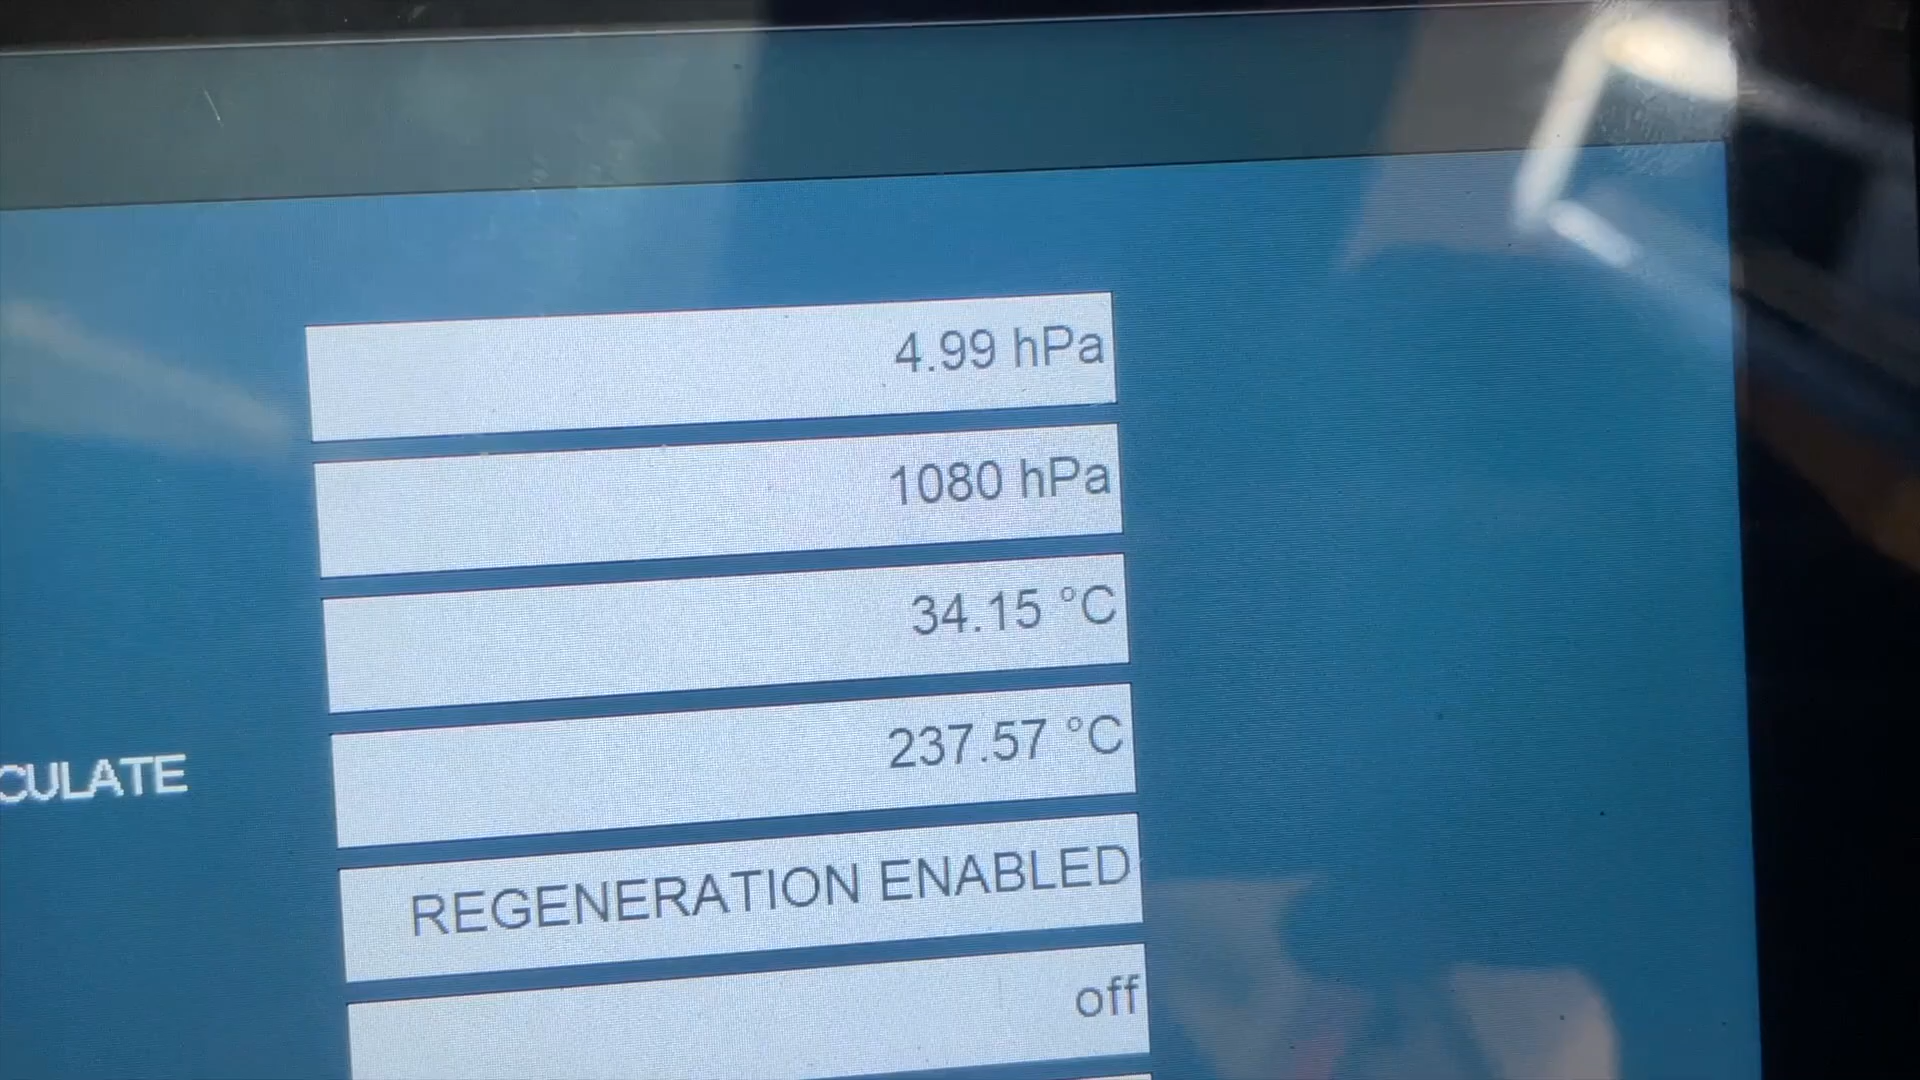 4.99 hPa
1080 hPa
34.15 °C
CULATE
237.57 °C
REGENERATION ENABLED
off